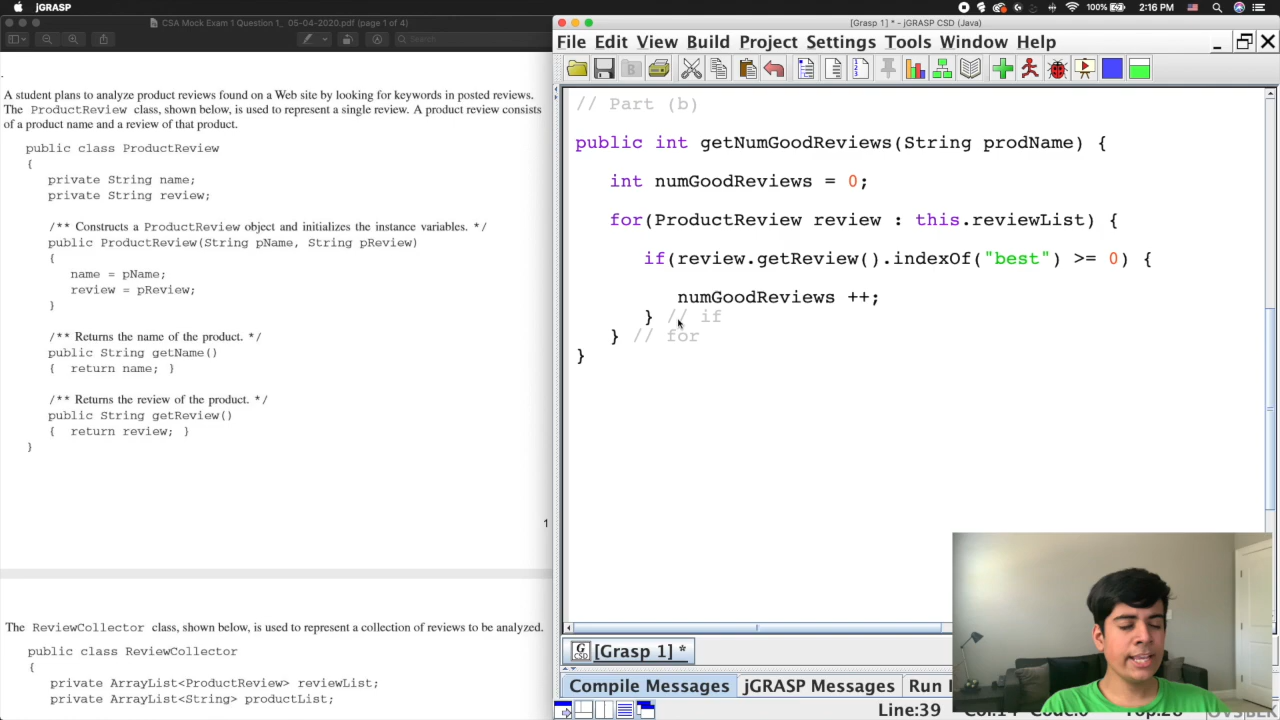 jGRASP
100%
2:16 PM
CSA Mock Exam 1 Question 1_ 05-04-2020.pdf (page 1 of 4)
Search
A student plans to analyze product reviews found on a Web site by looking for keywords in posted reviews.
The ProductReview class, shown below, is used to represent a single review. A product review consists
of a product name and a review of that product.
public class ProductReview
{
private String name;
private String review;
/** Constructs a ProductReview object and initializes the instance variables. */
public ProductReview(String pName, String pReview)
{
name = pName;
review = pReview;
}
/** Returns the name of the product. */
public String getName()
{ return name; }
/** Returns the review of the product. */
public String getReview()
{ return review; }
}
1
The ReviewCollector class, shown below, is used to represent a collection of reviews to be analyzed.
public class ReviewCollector
{
private ArrayList<ProductReview> reviewList;
private ArrayList<String> productList;
[Grasp 1] * - jGRASP CSD (Java)
File Edit View Build Project Settings Tools Window Help
// Part (b)
public int getNumGoodReviews(String prodName) {
int numGoodReviews = 0;
for(ProductReview review : this.reviewList) {
if(review.getReview().indexOf("best") >= 0) {
numGoodReviews ++;
} // if
} // for
}
[Grasp 1] *
Compile Messages jGRASP Messages Run
Line:39